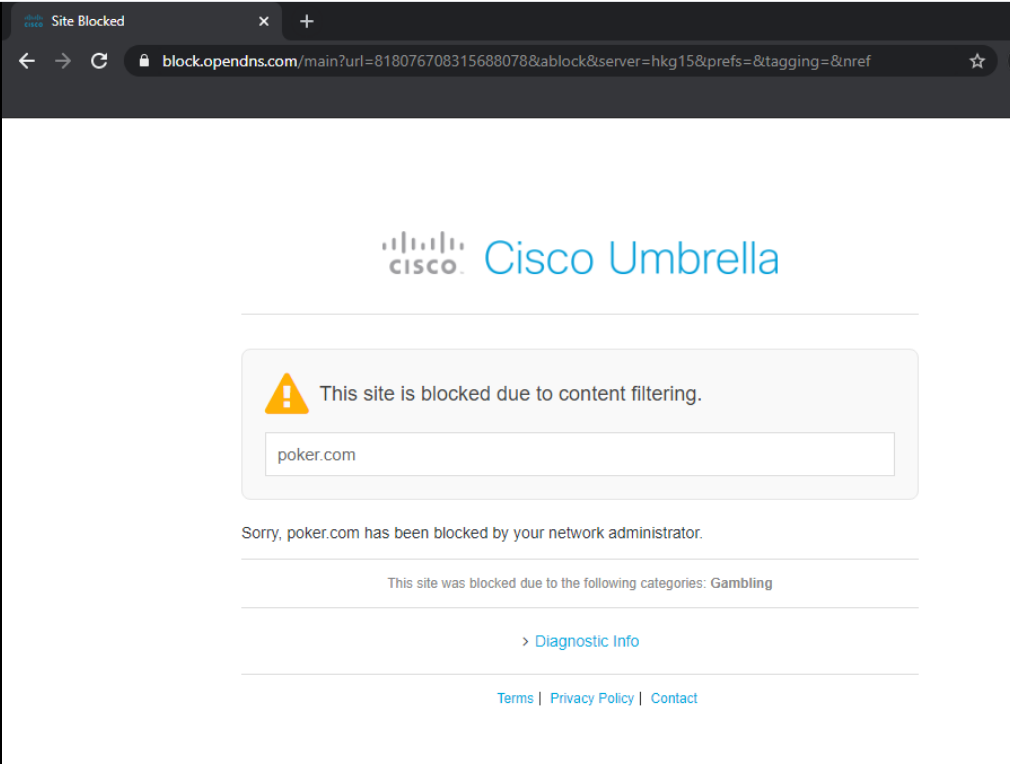 Site Blocked
block.opendns.com/main?url=818076708315688078&ablock&server=hkg15&prefs=&tagging=&nref
CISCO. Cisco Umbrella
This site is blocked due to content filtering.
poker.com
Sorry, poker.com has been blocked by your network administrator.
This site was blocked due to the following categories: Gambling
> Diagnostic Info
Terms | Privacy Policy | Contact